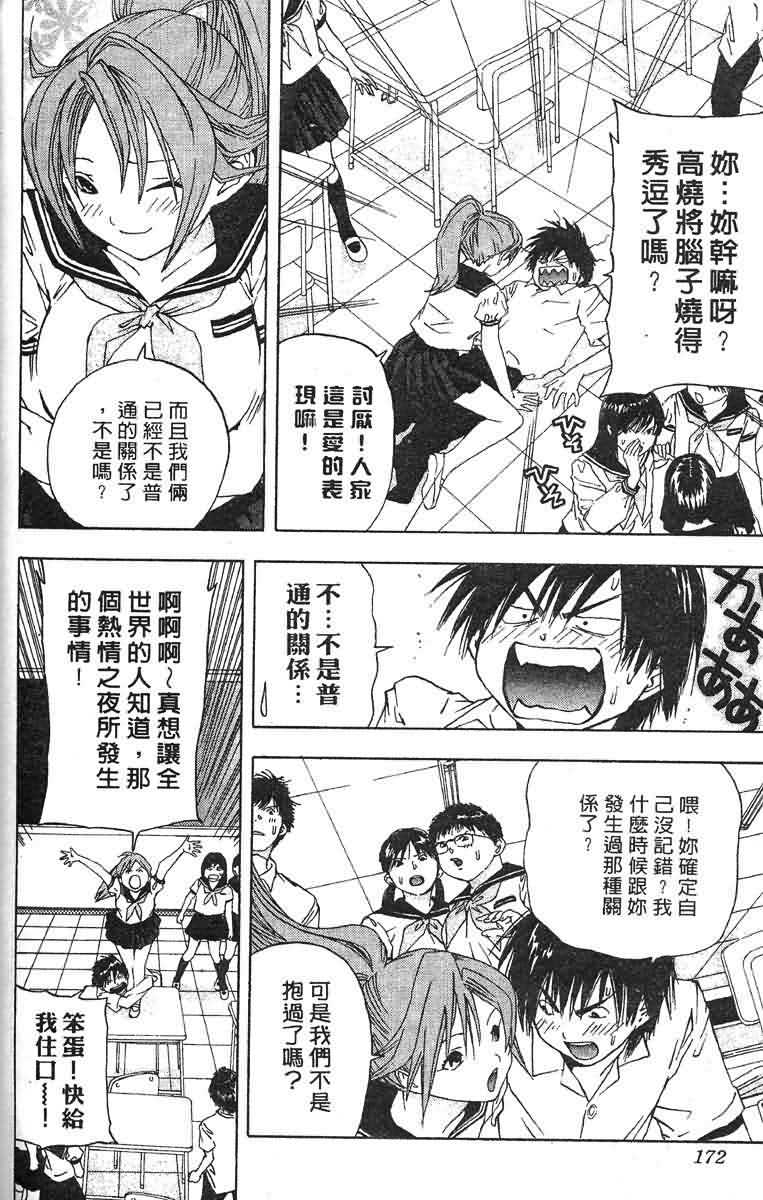 妳…妳幹嘛呀？
高燒將腦子燒得
秀逗了嗎？
討厭！人家
這是愛的表
現嘛！
而且我們倆
已經不是普
通的關係了
，不是嗎？
かああああ
不…不是普
通的關係…
喂！妳確定自
己沒記錯？我
什麼時候跟妳
發生過那種關
係了？
可是我們不是
抱過了嗎？
啊啊啊～真想讓全
世界的人知道，那
個熱情之夜所發生
的事情！
笨蛋！快給
我住口～～！
172